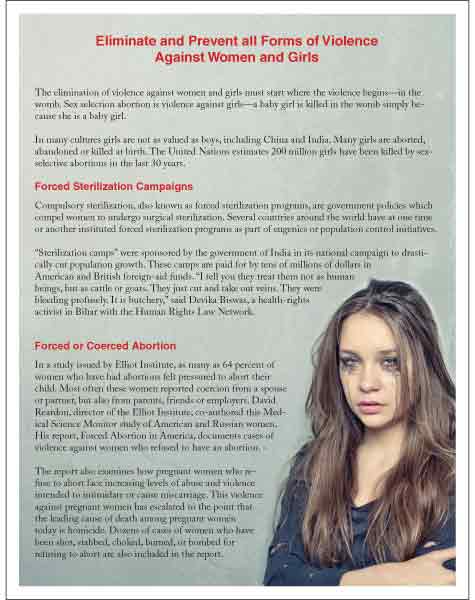 Eliminate and Prevent all Forms of Violence
Against Women and Girls
The elimination of violence against women and girls must start where the violence begins—in the
womb. Sex selection abortion is violence against girls—a baby girl is killed in the womb simply be-
cause she is a baby girl.
In many cultures girls are not as valued as boys, including China and India. Many girls are aborted,
abandoned or killed at birth. The United Nations estimates 200 million girls have been killed by sex-
selective abortions in the last 30 years.
Forced Sterilization Campaigns
Compulsory sterilization, also known as forced sterilization programs, are government policies which
compel women to undergo surgical sterilization. Several countries around the world have at one time
or another instituted forced sterilization programs as part of eugenics or population control initiatives.
“Sterilization camps” were sponsored by the government of India in its national campaign to drasti-
cally cut population growth. These camps are paid for by tens of millions of dollars in
American and British foreign-aid funds. “I tell you they treat them not as human
beings, but as cattle or goats. They just cut and take out veins. They were
bleeding profusely. It is butchery,” said Devika Biswas, a health-rights
activist in Bihar with the Human Rights Law Network.
Forced or Coerced Abortion
In a study issued by Elliot Institute, as many as 64 percent of
women who have had abortions felt pressured to abort their
child. Most often these women reported coercion from a spouse
or partner, but also from parents, friends or employers. David
Reardon, director of the Elliot Institute, co-authored this Med-
ical Science Monitor study of American and Russian women.
His report, Forced Abortion in America, documents cases of
violence against women who refused to have an abortion.
The report also examines how pregnant women who re-
fuse to abort face increasing levels of abuse and violence
intended to intimidate or cause miscarriage. This violence
against pregnant women has escalated to the point that
the leading cause of death among pregnant women
today is homicide. Dozens of cases of women who have
been shot, stabbed, choked, burned, or bombed for
refusing to abort are also included in the report.